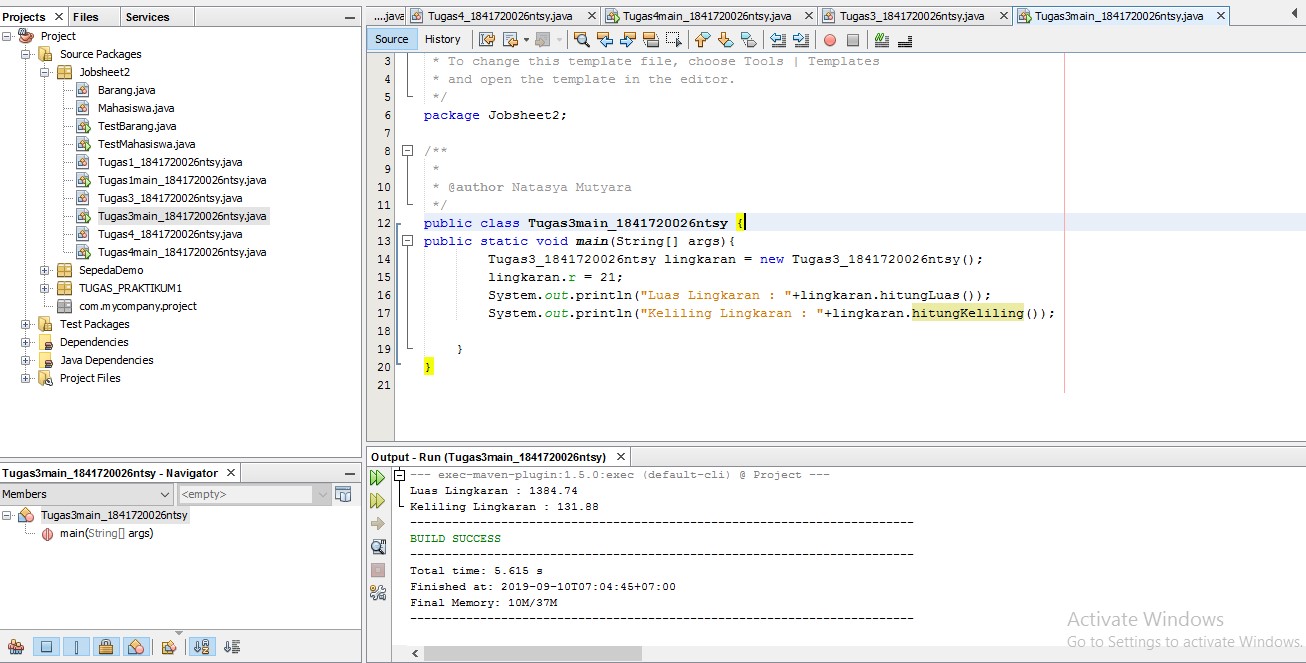 Projects Files Services
Project
Source Packages
Jobsheet2
Barang.java
Mahasiswa.java
TestBarang.java
TestMahasiswa.java
Tugas1_1841720026ntsy.java
Tugas1main_1841720026ntsy.java
Tugas3_1841720026ntsy.java
Tugas3main_1841720026ntsy.java
Tugas4_1841720026ntsy.java
Tugas4main_1841720026ntsy.java
SepedaDemo
TUGAS_PRAKTIKUM1
com.mycompany.project
Test Packages
Dependencies
Java Dependencies
Project Files
Tugas3main_1841720026ntsy - Navigator
Members <empty>
Tugas3main_1841720026ntsy
main(String[] args)
....java Tugas4_1841720026ntsy.java Tugas4main_1841720026ntsy.java Tugas3_1841720026ntsy.java Tugas3main_1841720026ntsy.java
Source History
3 * To change this template file, choose Tools | Templates
4 * and open the template in the editor.
5 */
6 package Jobsheet2;
7
8 /**
9 *
10 * @author Natasya Mutyara
11 */
12 public class Tugas3main_1841720026ntsy {
13 public static void main(String[] args){
14 Tugas3_1841720026ntsy lingkaran = new Tugas3_1841720026ntsy();
15 lingkaran.r = 21;
16 System.out.println("Luas Lingkaran : "+lingkaran.hitungLuas());
17 System.out.println("Keliling Lingkaran : "+lingkaran.hitungKeliling());
18
19 }
20 }
21
Output - Run (Tugas3main_1841720026ntsy)
--- exec-maven-plugin:1.5.0:exec (default-cli) @ Project ---
Luas Lingkaran : 1384.74
Keliling Lingkaran : 131.88
------------------------------------------------------------------------
BUILD SUCCESS
------------------------------------------------------------------------
Total time: 5.615 s
Finished at: 2019-09-10T07:04:45+07:00
Final Memory: 10M/37M
------------------------------------------------------------------------
Activate Windows
Go to Settings to activate Windows.